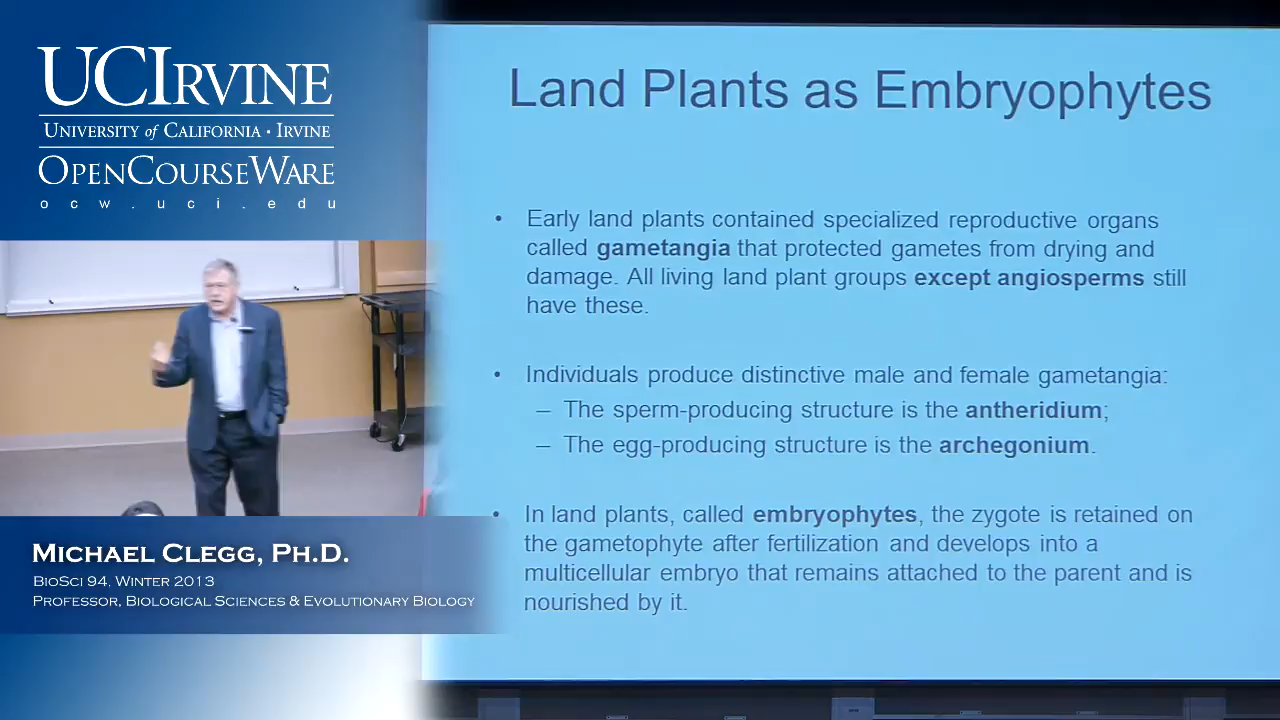 UCIRVINE
UNIVERSITY of CALIFORNIA · IRVINE
OPENCOURSEWARE
ocw.uci.edu
MICHAEL CLEGG, PH.D.
BIOSCI 94, WINTER 2013
PROFESSOR, BIOLOGICAL SCIENCES & EVOLUTIONARY BIOLOGY
Land Plants as Embryophytes
• Early land plants contained specialized reproductive organs
called gametangia that protected gametes from drying and
damage. All living land plant groups except angiosperms still
have these.
• Individuals produce distinctive male and female gametangia:
– The sperm-producing structure is the antheridium;
– The egg-producing structure is the archegonium.
• In land plants, called embryophytes, the zygote is retained on
the gametophyte after fertilization and develops into a
multicellular embryo that remains attached to the parent and is
nourished by it.